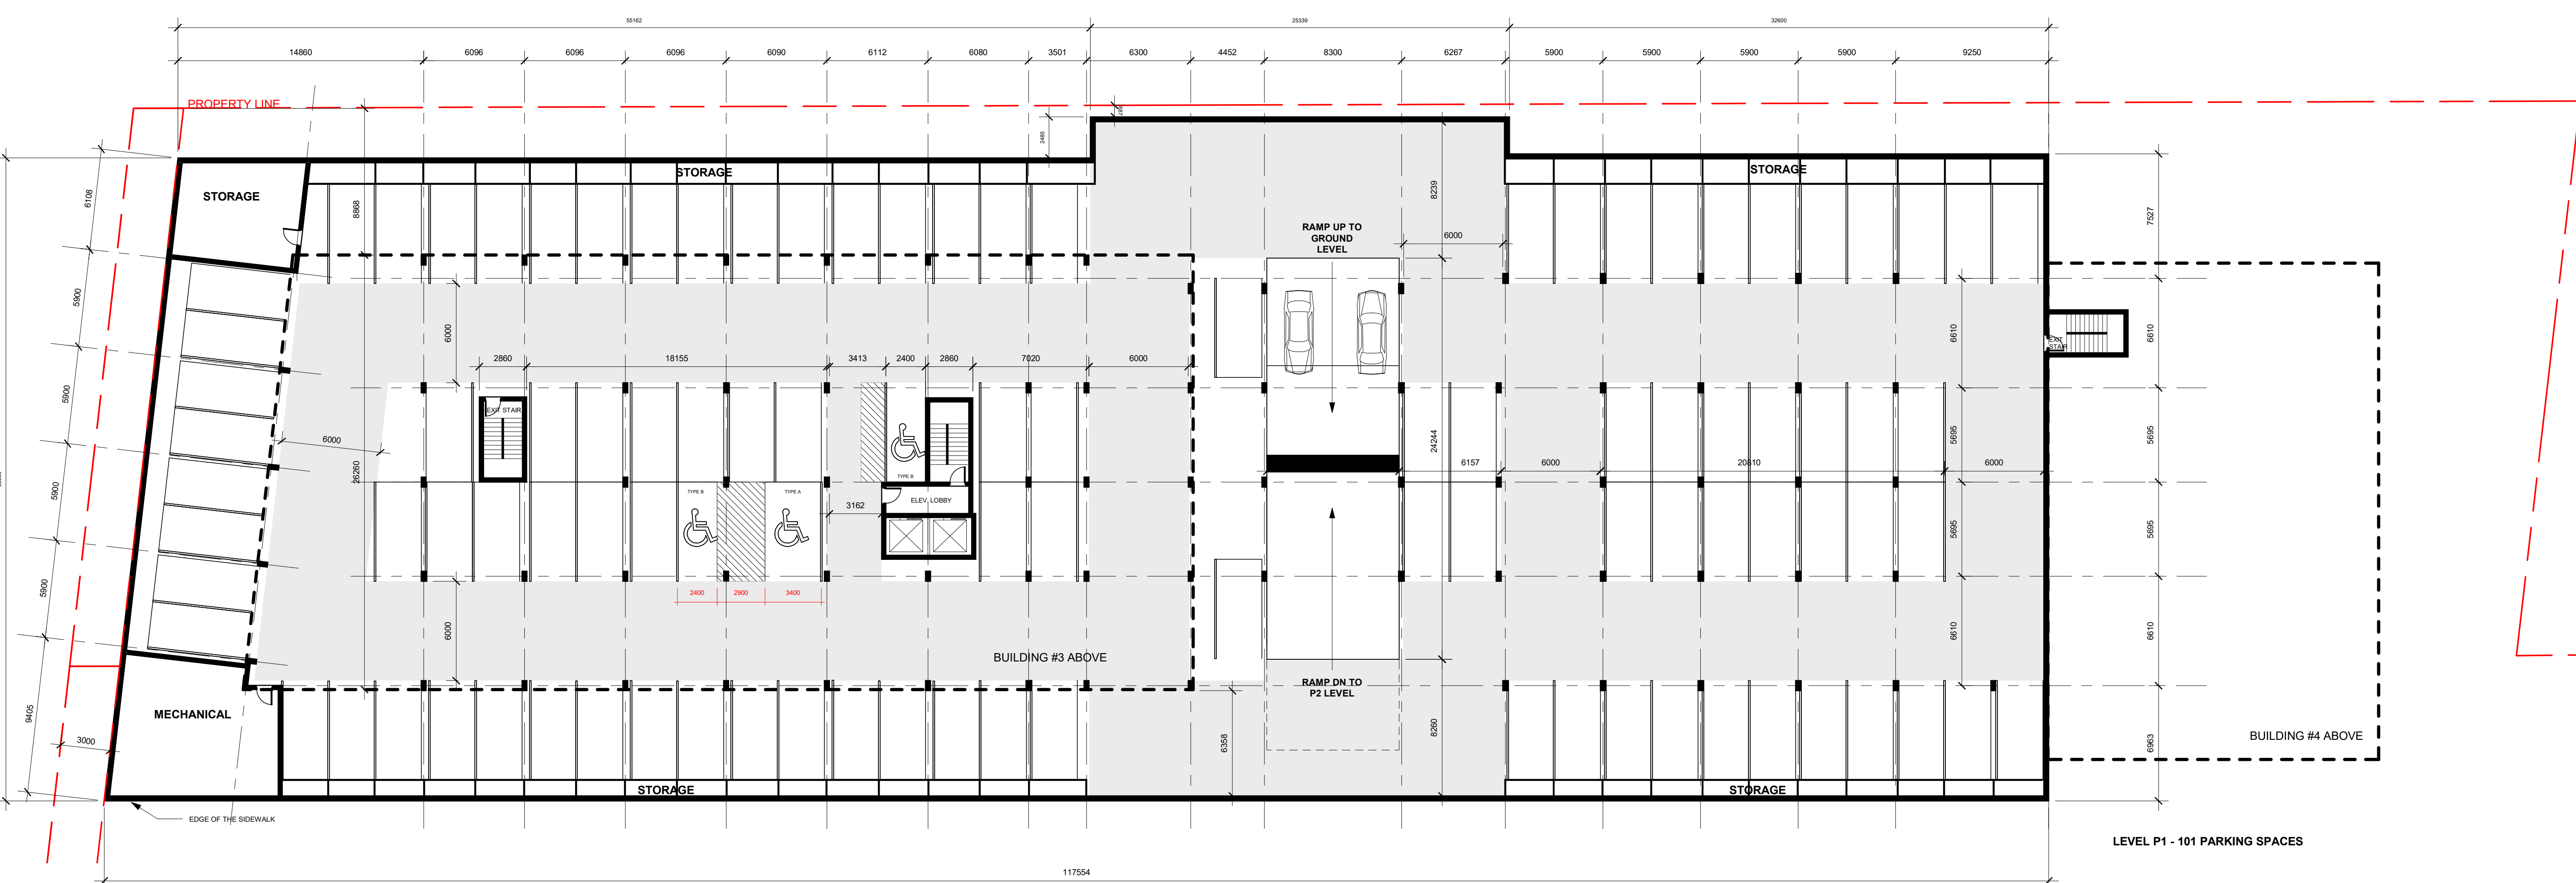 55162
25339
32600
14860
6096
6096
6096
6090
6112
6080
3501
6300
4452
8300
6267
5900
5900
5900
5900
9250
PROPERTY LINE
2485
STORAGE
STORAGE
STORAGE
6108
8868
8239
7527
RAMP UP TO
GROUND
LEVEL
6000
5900
6000
6610
6610
EXIT
STAIR
2860
18155
3413
2400
2860
7020
6000
5900
EXIT STAIR
6000
5695
5695
24244
26260
6157
6000
20810
6000
TYPE B
5900
TYPE B
TYPE A
ELEV. LOBBY
3162
5695
5695
5900
2400
2900
3400
6000
6610
6610
BUILDING #3 ABOVE
RAMP DN TO
P2 LEVEL
9405
MECHANICAL
3000
6358
8260
6963
BUILDING #4 ABOVE
STORAGE
STORAGE
EDGE OF THE SIDEWALK
LEVEL P1 - 101 PARKING SPACES
117554